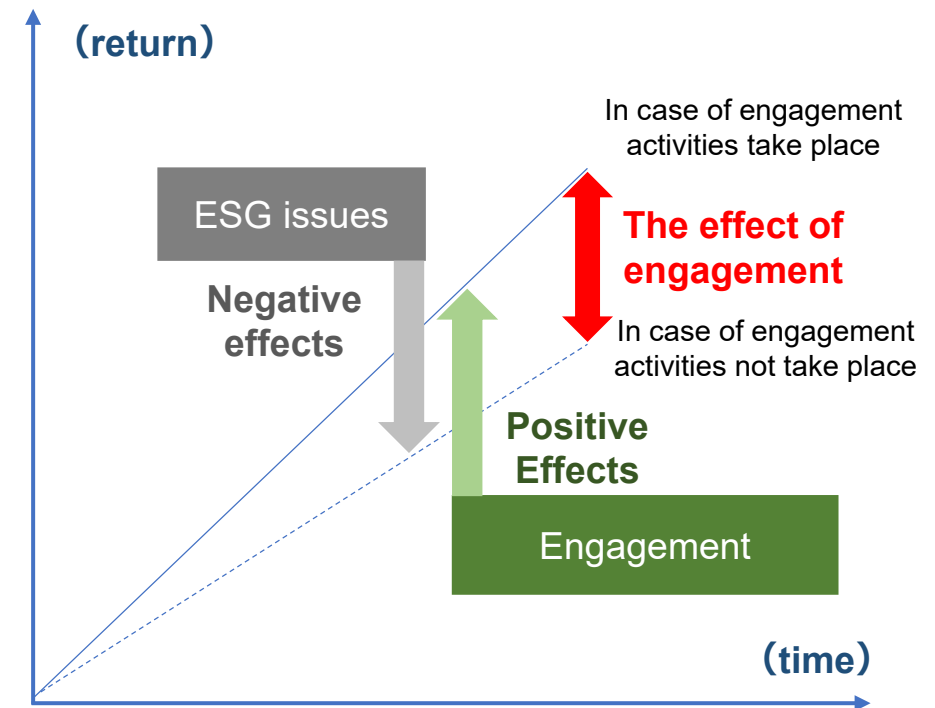 （return）
In case of engagement
activities take place
ESG issues
The effect of
engagement
Negative
effects
In case of engagement
activities not take place
Positive
Effects
Engagement
（time）